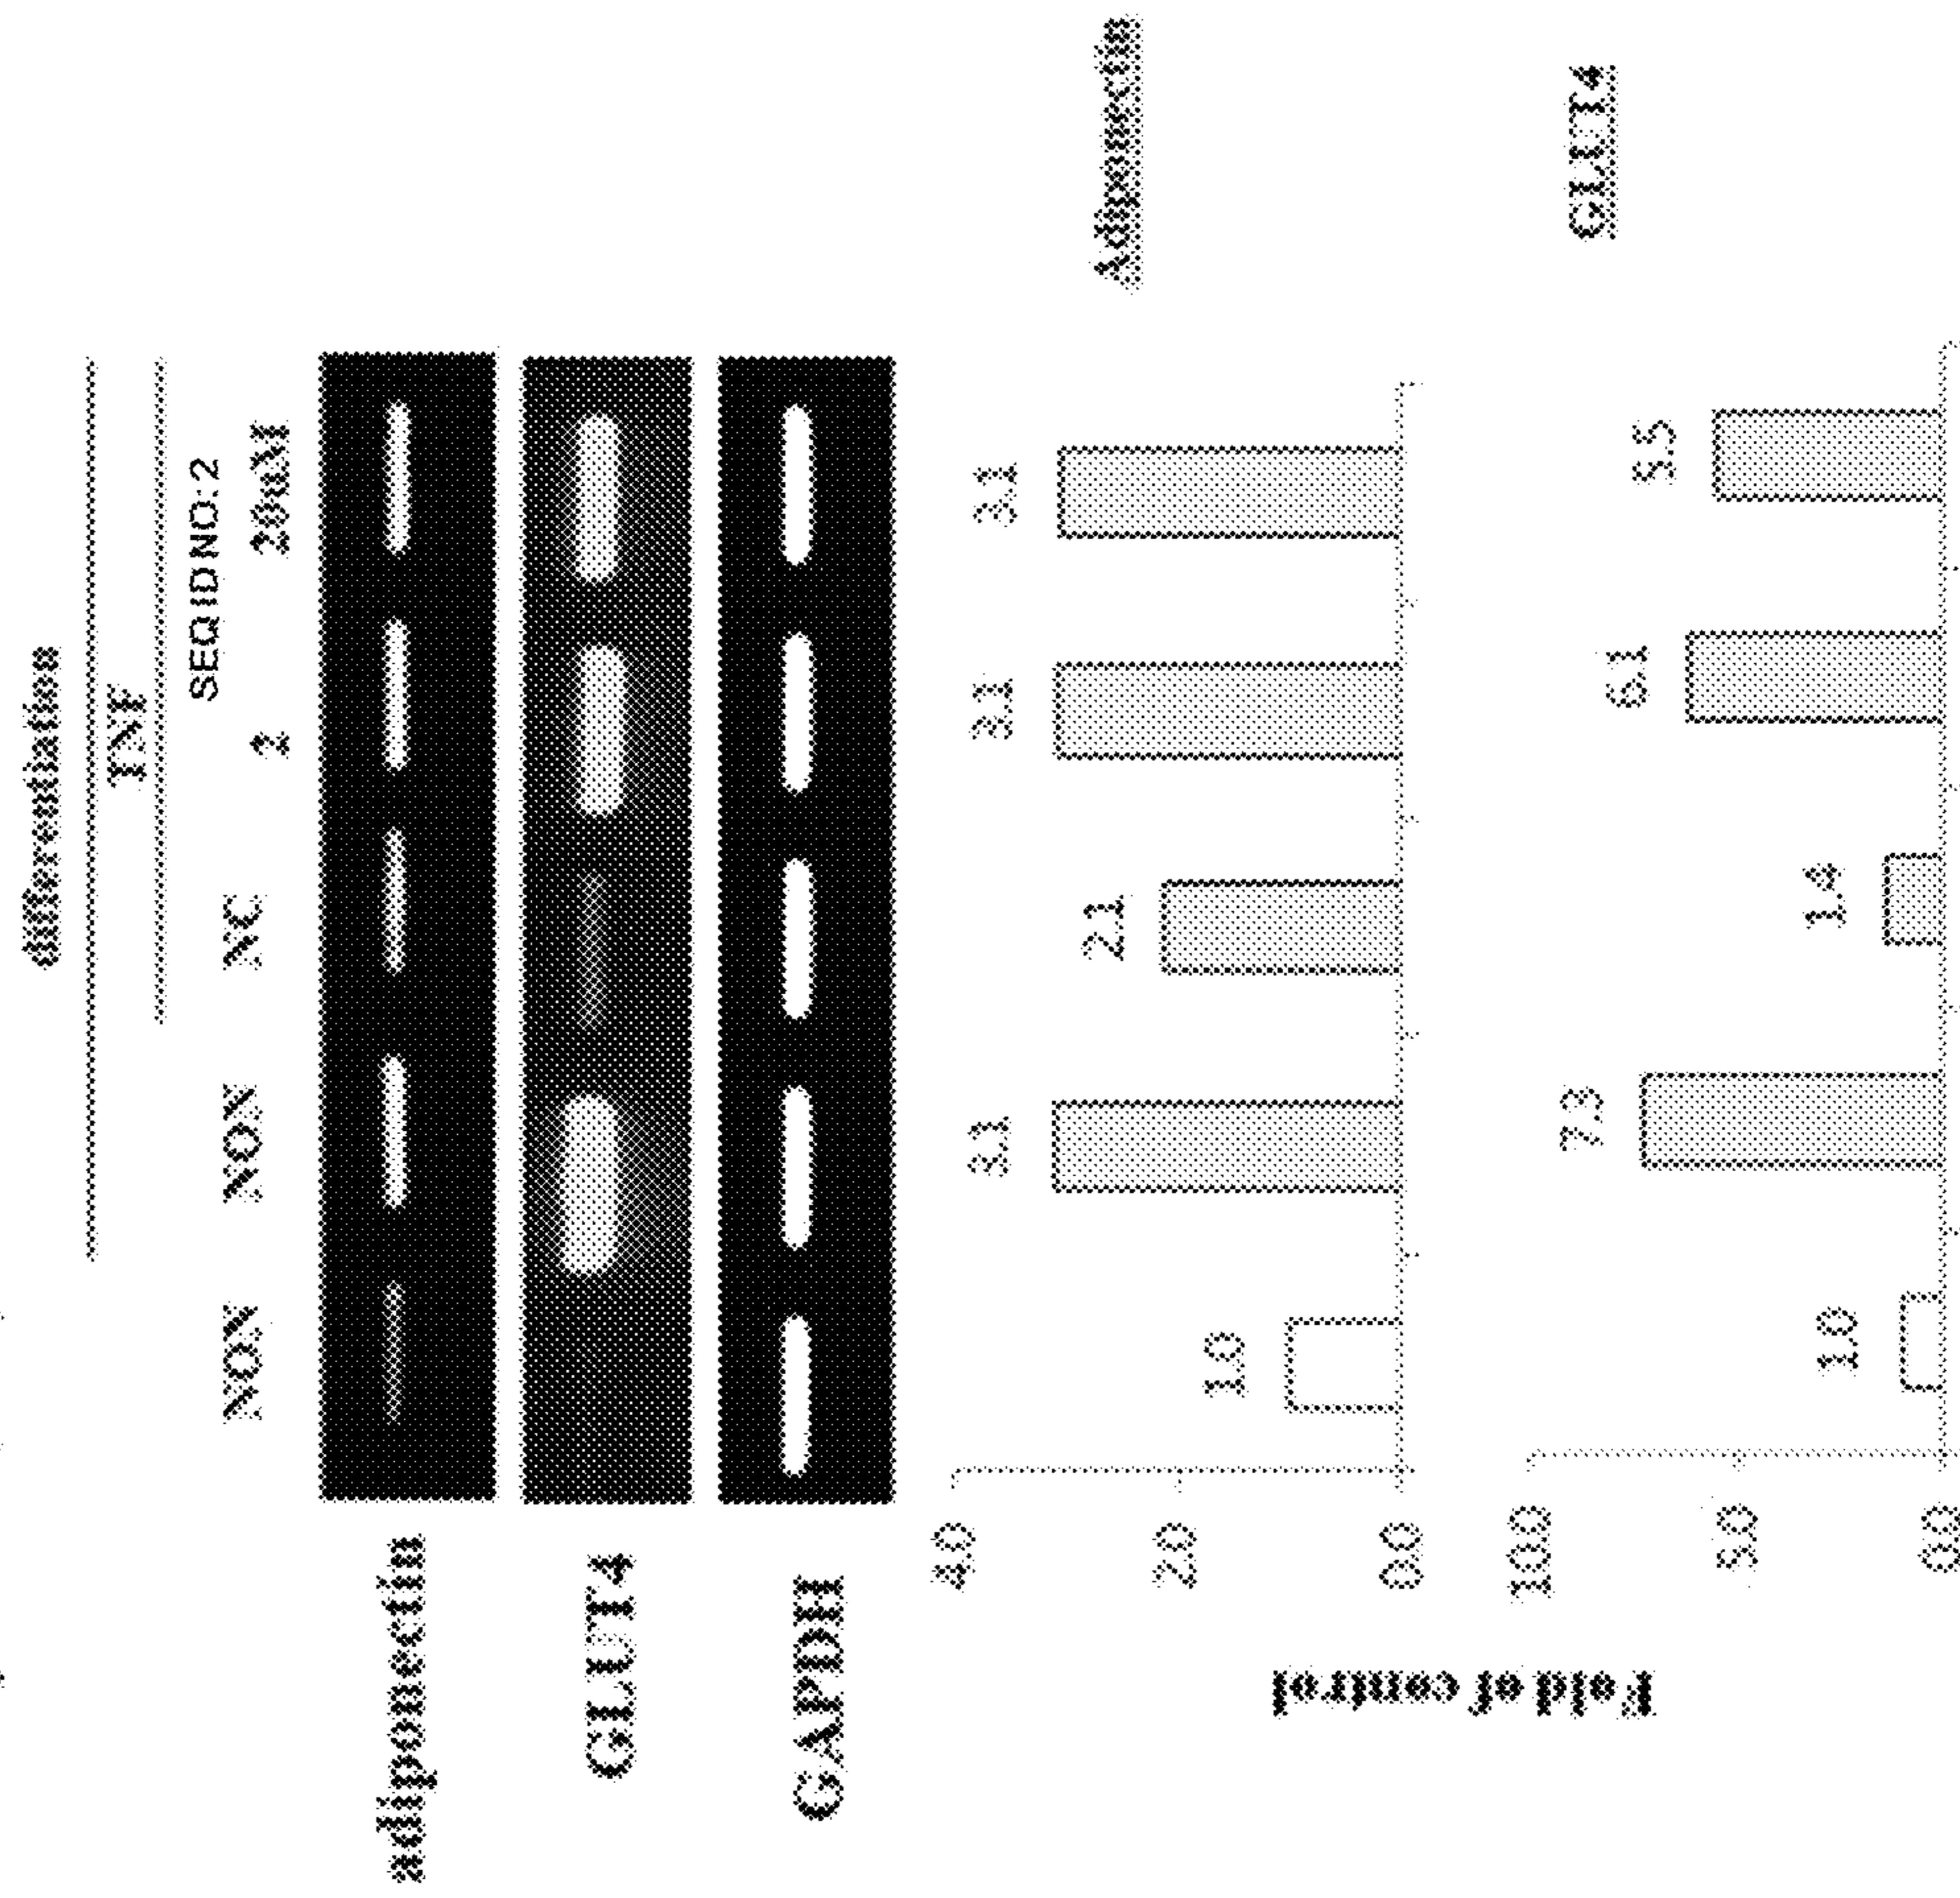 differentiation
TNF
SEQ ID NO: 2
NON NON NC 2 20uM
adiponectin
GLUT4
GAPDH
Fold of control
4.0
2.0
0.0
1.0 3.1 2.1 3.1 3.1
Adiponectin
10.0
5.0
0.0
1.0 7.3 1.4 6.1 5.5
GLUT4